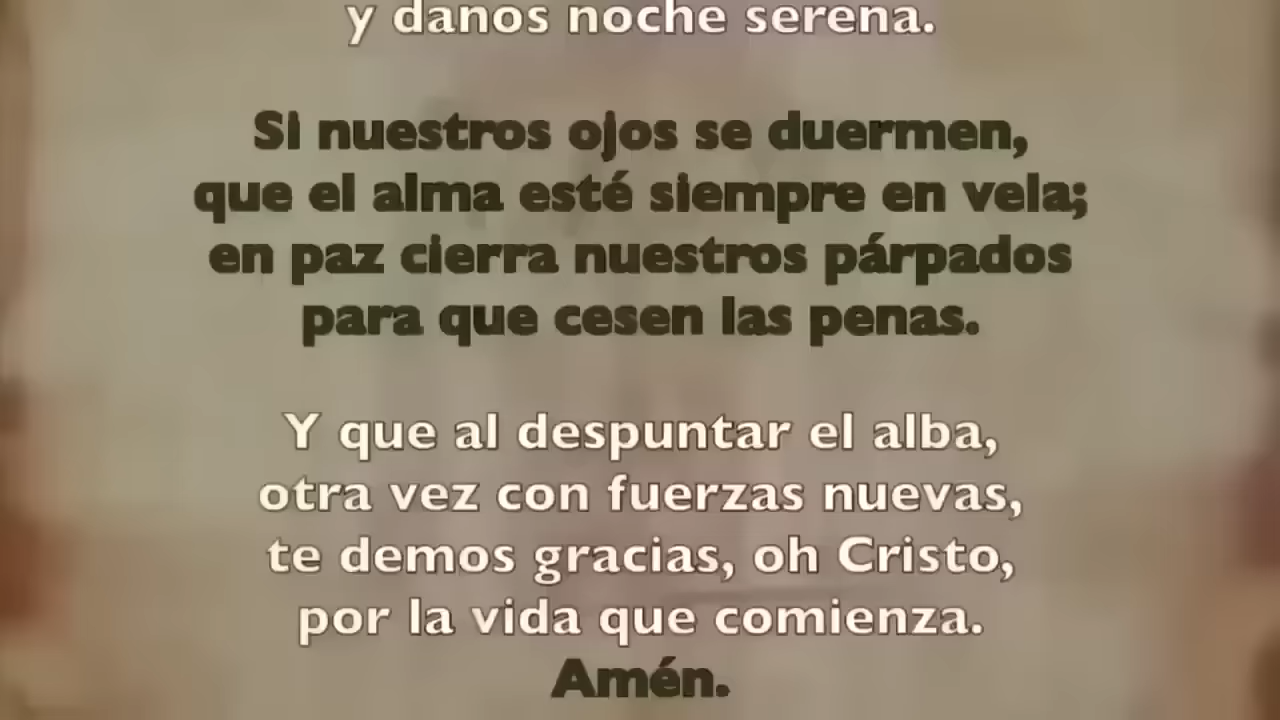 y danos noche serena.
Si nuestros ojos se duermen,
que el alma esté siempre en vela;
en paz cierra nuestros párpados
para que cesen las penas.
Y que al despuntar el alba,
otra vez con fuerzas nuevas,
te demos gracias, oh Cristo,
por la vida que comienza.
Amén.